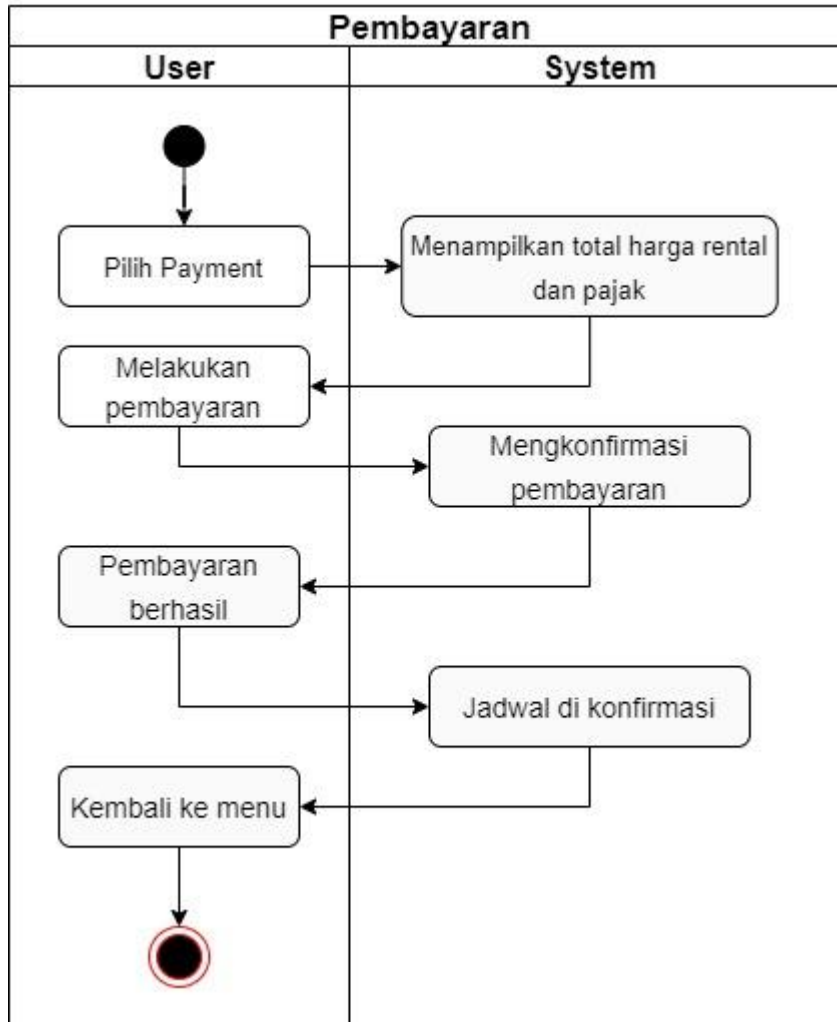 Pembayaran
User
System
Pilih Payment
Menampilkan total harga rental
dan pajak
Melakukan
pembayaran
Mengkonfirmasi
pembayaran
Pembayaran
berhasil
Jadwal di konfirmasi
Kembali ke menu